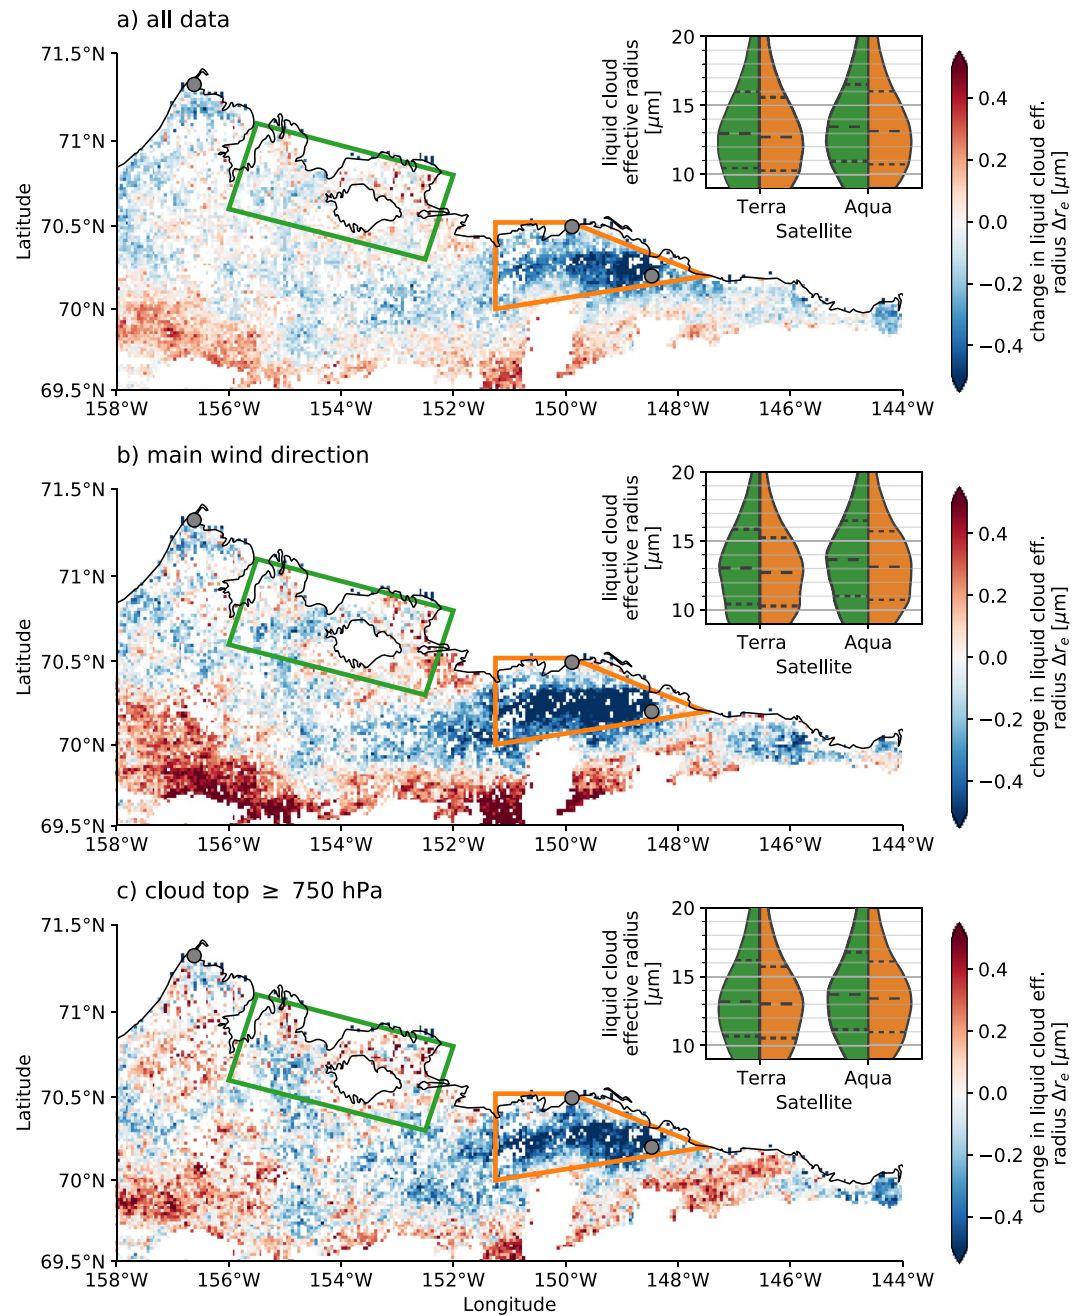 a) all data
71.5°N
71°N
70.5°N
70°N
69.5°N
Latitude
158°W 156°W 154°W 152°W 150°W 148°W 146°W 144°W
20
15
10
liquid cloud
effective radius
[μm]
Terra Aqua
Satellite
0.4
0.2
0.0
−0.2
−0.4
change in liquid cloud eff.
radius Δrₑ [μm]
b) main wind direction
71.5°N
71°N
70.5°N
70°N
69.5°N
Latitude
158°W 156°W 154°W 152°W 150°W 148°W 146°W 144°W
20
15
10
liquid cloud
effective radius
[μm]
Terra Aqua
Satellite
0.4
0.2
0.0
−0.2
−0.4
change in liquid cloud eff.
radius Δrₑ [μm]
c) cloud top ≥ 750 hPa
71.5°N
71°N
70.5°N
70°N
69.5°N
Latitude
158°W 156°W 154°W 152°W 150°W 148°W 146°W 144°W
Longitude
20
15
10
liquid cloud
effective radius
[μm]
Terra Aqua
Satellite
0.4
0.2
0.0
−0.2
−0.4
change in liquid cloud eff.
radius Δrₑ [μm]